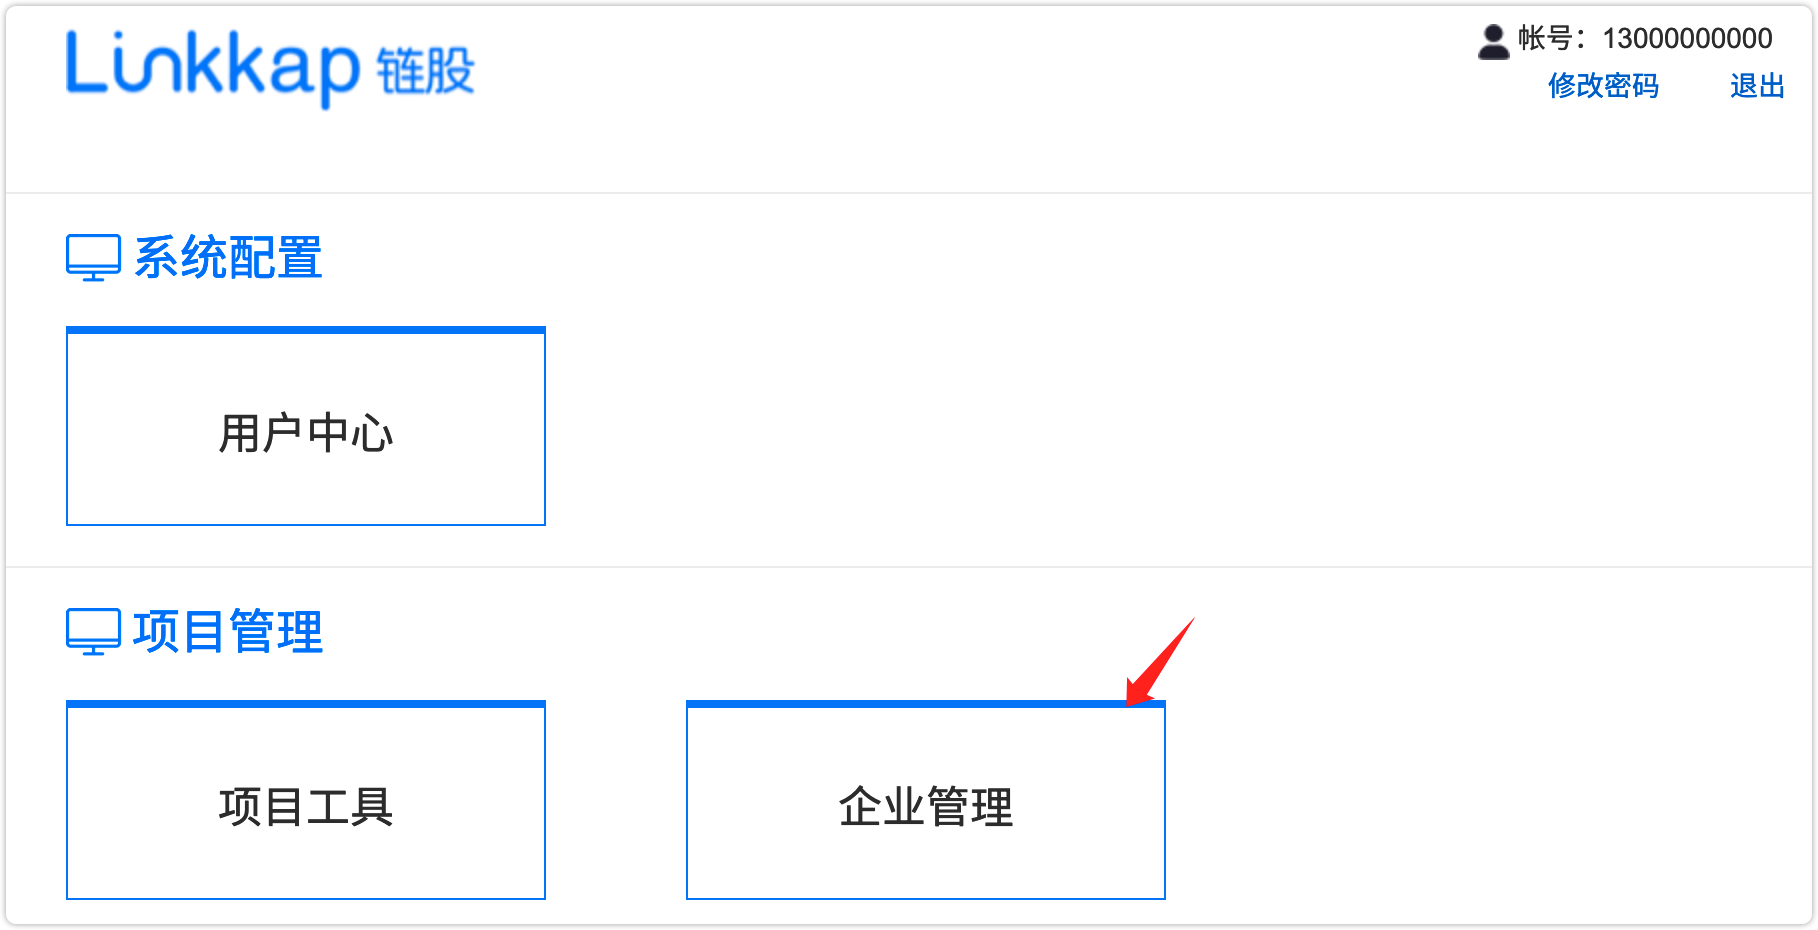 Linkkap 链股
帐号：13000000000
修改密码 退出
系统配置
用户中心
项目管理
项目工具 企业管理